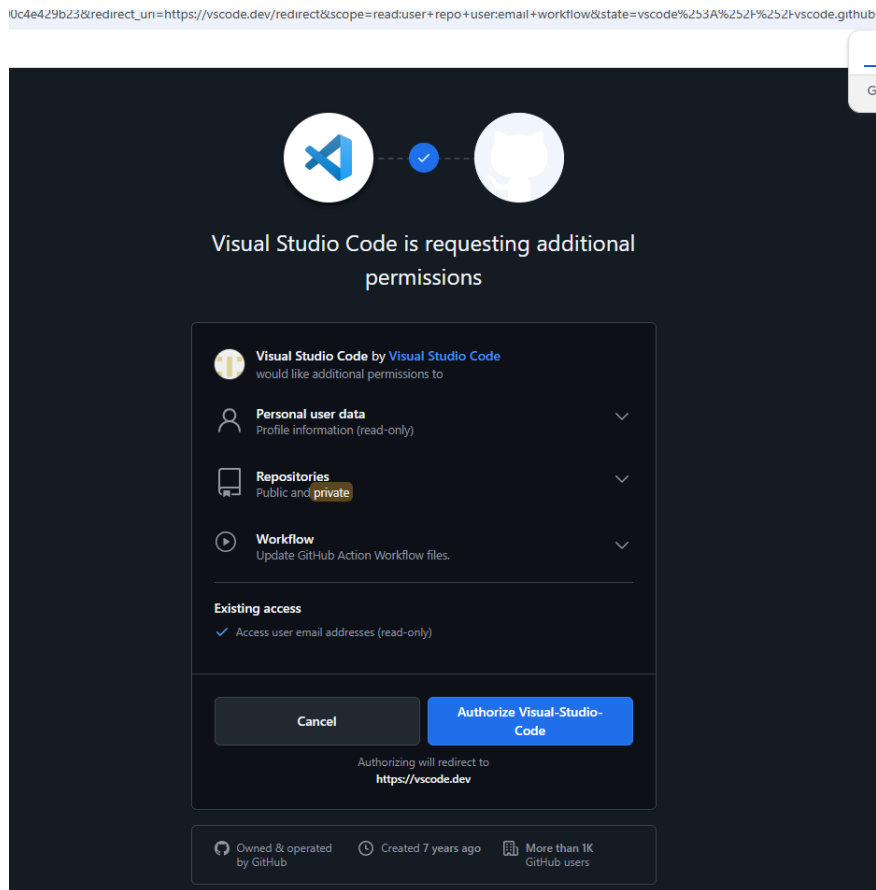 0c4e429b23&redirect_uri=https://vscode.dev/redirect&scope=read:user+repo+user:email+workflow&state=vscode%253A%252F%252Fvscode.github
G
Visual Studio Code is requesting additional
permissions
Visual Studio Code by Visual Studio Code
would like additional permissions to
Personal user data
Profile information (read-only)
Repositories
Public and private
Workflow
Update GitHub Action Workflow files.
Existing access
Access user email addresses (read-only)
Cancel
Authorize Visual-Studio-
Code
Authorizing will redirect to
https://vscode.dev
Owned & operated
by GitHub
Created 7 years ago
More than 1K
GitHub users